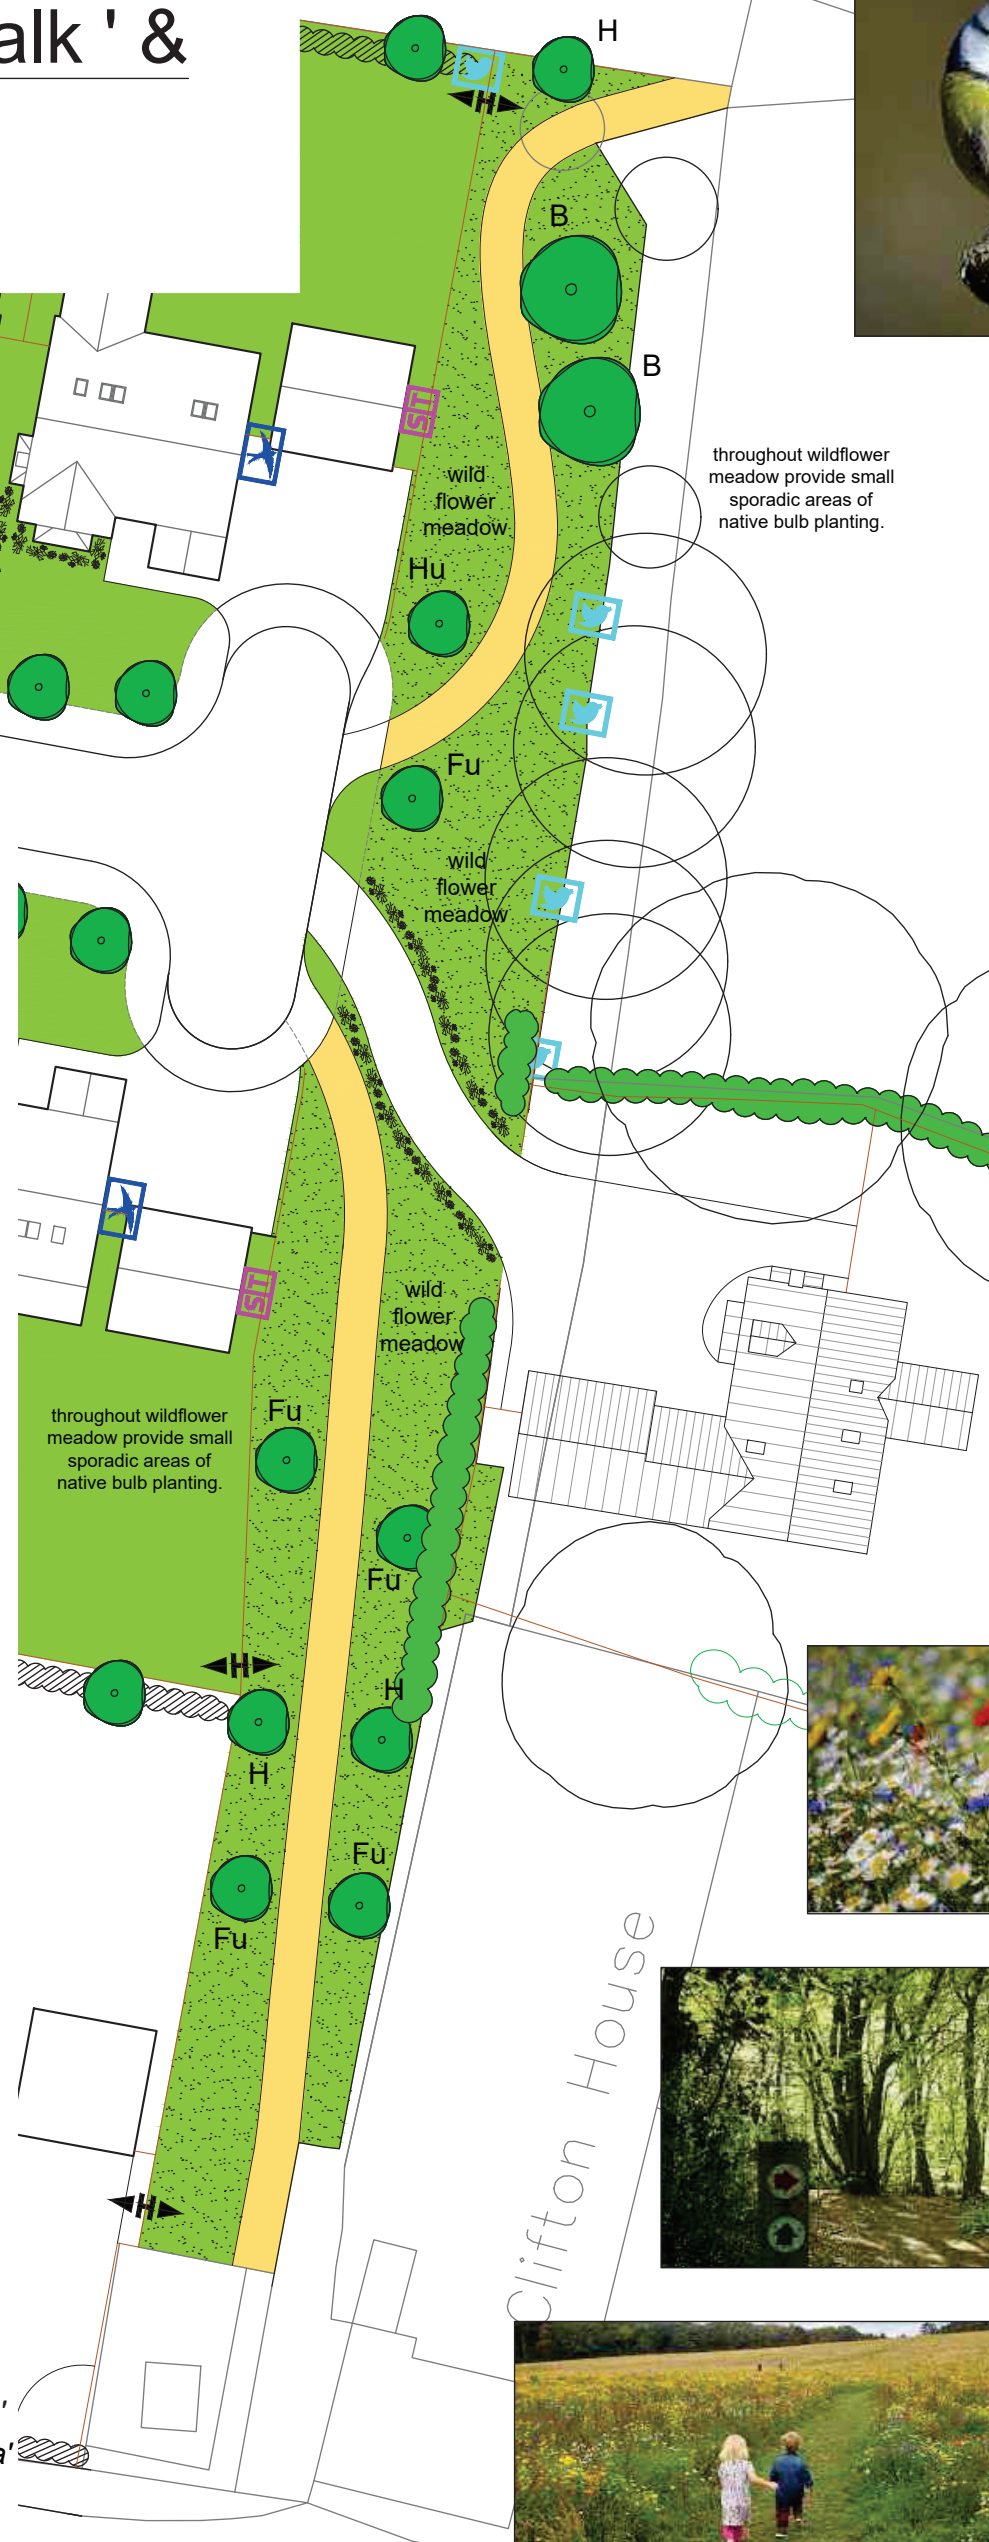 alk ' &
H
H
B
B
throughout wildflower
meadow provide small
sporadic areas of
native bulb planting.
SIT
wild
flower
meadow
Hu
Fu
wild
flower
meadow
SIT
wild
flower
meadow
throughout wildflower
meadow provide small
sporadic areas of
native bulb planting.
Fu
Fu
H
H
H
Fu
Fu
Clifton House
H
'
a'